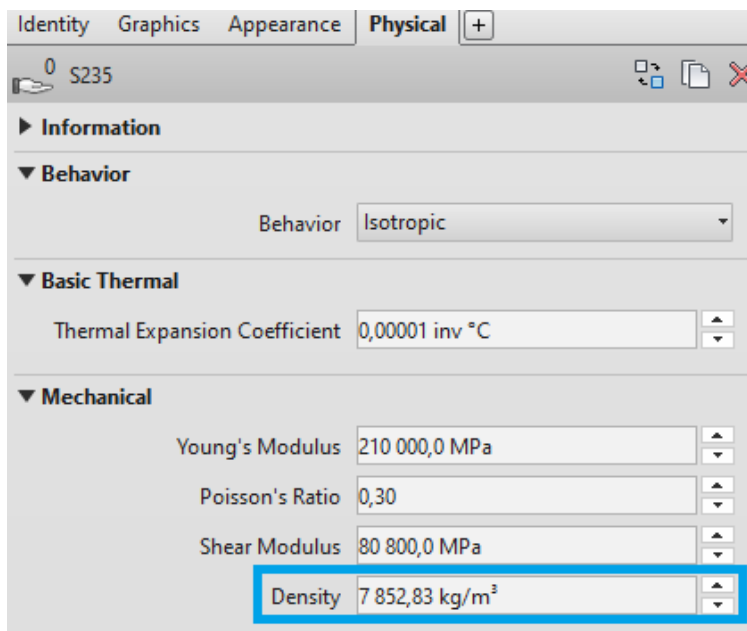 Identity Graphics Appearance Physical +
0 S235
Information
Behavior
Behavior Isotropic
Basic Thermal
Thermal Expansion Coefficient 0,00001 inv °C
Mechanical
Young's Modulus 210 000,0 MPa
Poisson's Ratio 0,30
Shear Modulus 80 800,0 MPa
Density 7 852,83 kg/m³